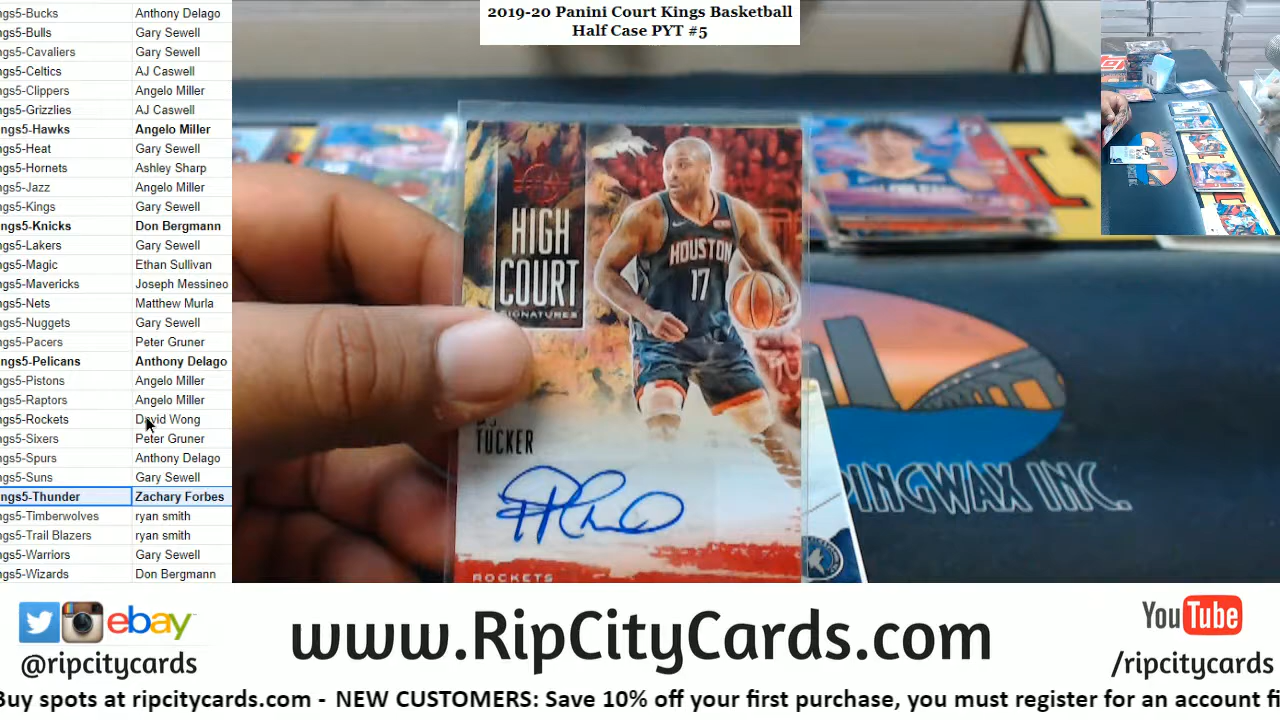 2019-20 Panini Court Kings Basketball
Half Case PYT #5
ngs5-Bucks Anthony Delago
ngs5-Bulls Gary Sewell
ngs5-Cavaliers Gary Sewell
ngs5-Celtics AJ Caswell
ngs5-Clippers Angelo Miller
ngs5-Grizzlies AJ Caswell
ngs5-Hawks Angelo Miller
ngs5-Heat Gary Sewell
ngs5-Hornets Ashley Sharp
ngs5-Jazz Angelo Miller
ngs5-Kings Gary Sewell
ngs5-Knicks Don Bergmann
ngs5-Lakers Gary Sewell
ngs5-Magic Ethan Sullivan
ngs5-Mavericks Joseph Messineo
ngs5-Nets Matthew Murla
ngs5-Nuggets Gary Sewell
ngs5-Pacers Peter Gruner
ngs5-Pelicans Anthony Delago
ngs5-Pistons Angelo Miller
ngs5-Raptors Angelo Miller
ngs5-Rockets David Wong
ngs5-Sixers Peter Gruner
ngs5-Spurs Anthony Delago
ngs5-Suns Gary Sewell
ngs5-Thunder Zachary Forbes
ngs5-Timberwolves ryan smith
ngs5-Trail Blazers ryan smith
ngs5-Warriors Gary Sewell
ngs5-Wizards Don Bergmann
HIGH
COURT
SIGNATURES
HOUSTON
17
TUCKER
ROCKETS
PINGWAX INC.
ebay
@ripcitycards
www.RipCityCards.com
YouTube
/ripcitycards
Buy spots at ripcitycards.com - NEW CUSTOMERS: Save 10% off your first purchase, you must register for an account fi